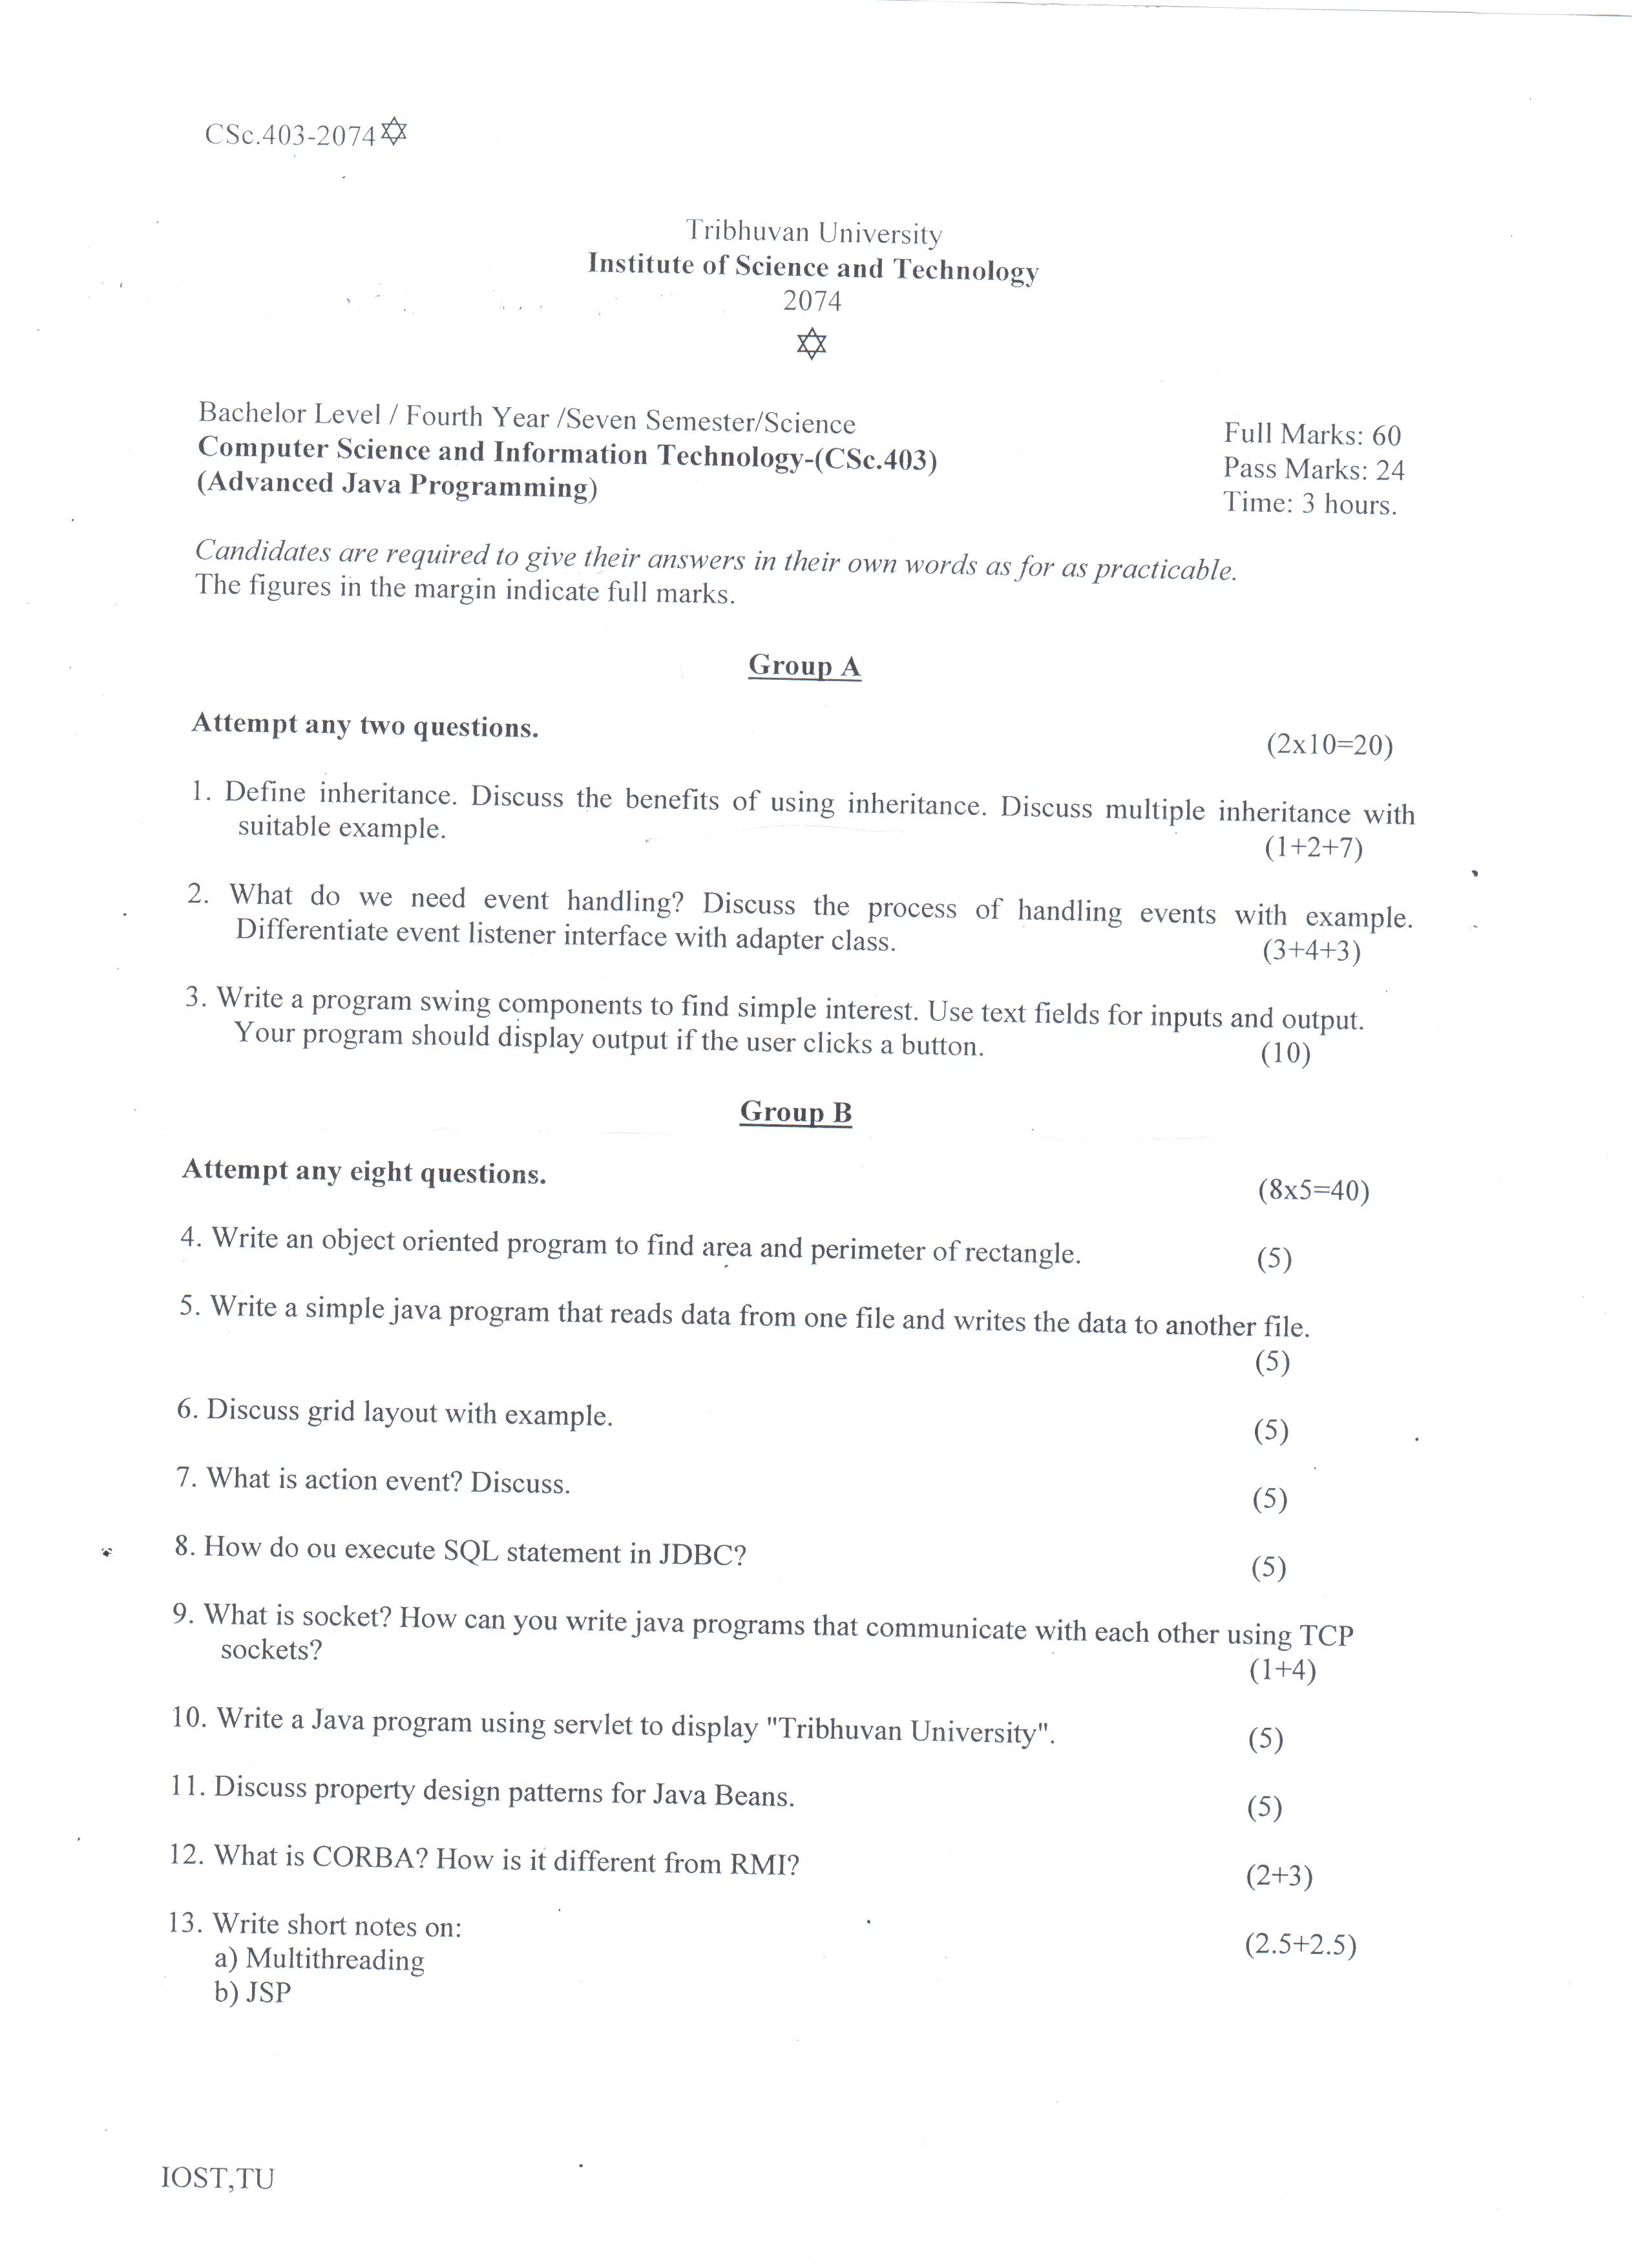 CSc.403-2074✡
Tribhuvan University
Institute of Science and Technology
2074
✡
Bachelor Level / Fourth Year /Seven Semester/Science
Full Marks: 60
Computer Science and Information Technology-(CSc.403)
Pass Marks: 24
(Advanced Java Programming)
Time: 3 hours.
Candidates are required to give their answers in their own words as for as practicable.
The figures in the margin indicate full marks.
Group A
Attempt any two questions.
(2x10=20)
1. Define inheritance. Discuss the benefits of using inheritance. Discuss multiple inheritance with
suitable example.
(1+2+7)
2. What do we need event handling? Discuss the process of handling events with example.
Differentiate event listener interface with adapter class.
(3+4+3)
3. Write a program swing components to find simple interest. Use text fields for inputs and output.
Your program should display output if the user clicks a button.
(10)
Group B
Attempt any eight questions.
(8x5=40)
4. Write an object oriented program to find area and perimeter of rectangle.
(5)
5. Write a simple java program that reads data from one file and writes the data to another file.
(5)
6. Discuss grid layout with example.
(5)
7. What is action event? Discuss.
(5)
8. How do ou execute SQL statement in JDBC?
(5)
9. What is socket? How can you write java programs that communicate with each other using TCP
sockets?
(1+4)
10. Write a Java program using servlet to display "Tribhuvan University".
(5)
11. Discuss property design patterns for Java Beans.
(5)
12. What is CORBA? How is it different from RMI?
(2+3)
13. Write short notes on:
(2.5+2.5)
a) Multithreading
b) JSP
IOST,TU